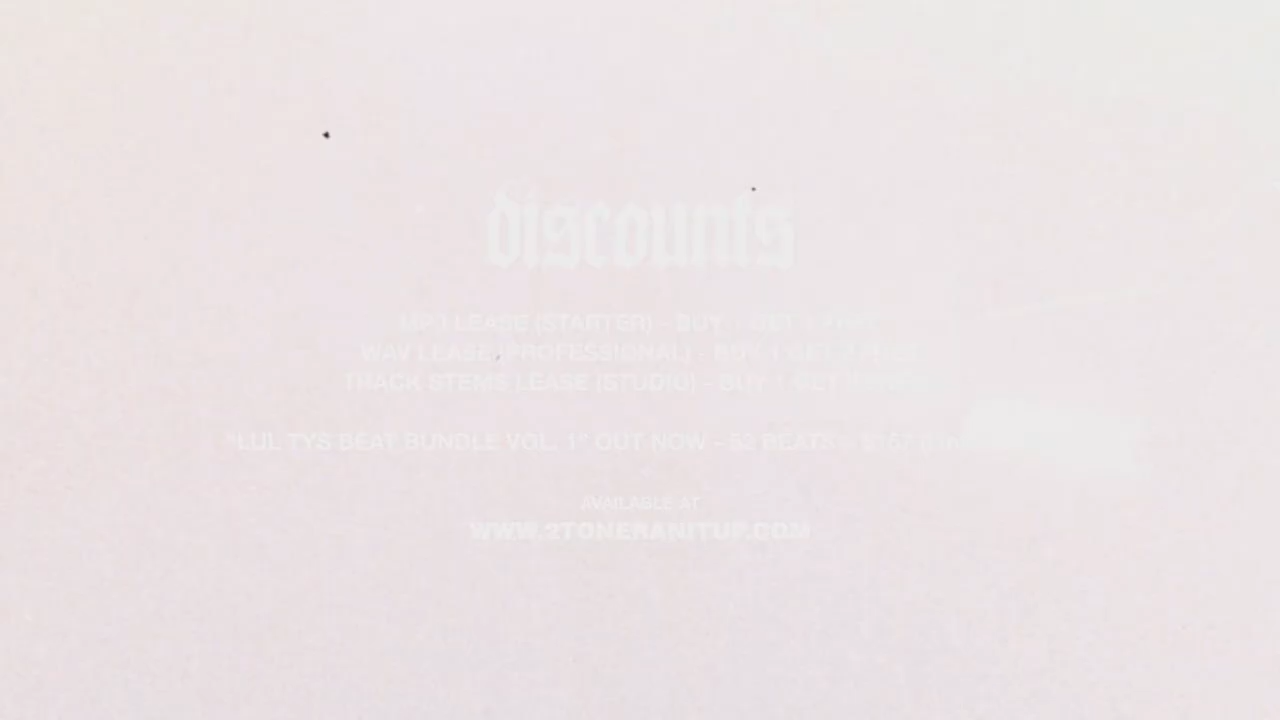 discounts
MP3 LEASE (STARTER) - BUY 1 GET 1 FREE
WAV LEASE (PROFESSIONAL) - BUY 1 GET 2 FREE
TRACK STEMS LEASE (STUDIO) - BUY 1 GET
"LUL TYS BEAT BUNDLE VOL. 1" OUT NOW - 53 BEATS -
AVAILABLE AT
WWW.2TONERANITUP.COM